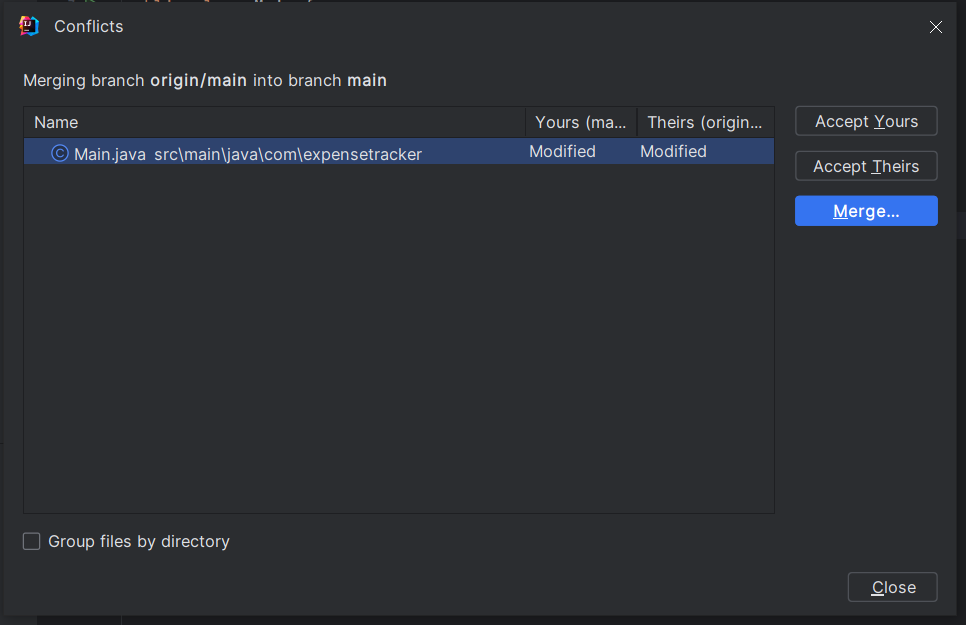 Conflicts
Merging branch origin/main into branch main
Name Yours (ma... Theirs (origin...
Main.java src\main\java\com\expensetracker Modified Modified
Accept Yours
Accept Theirs
Merge...
Group files by directory
Close